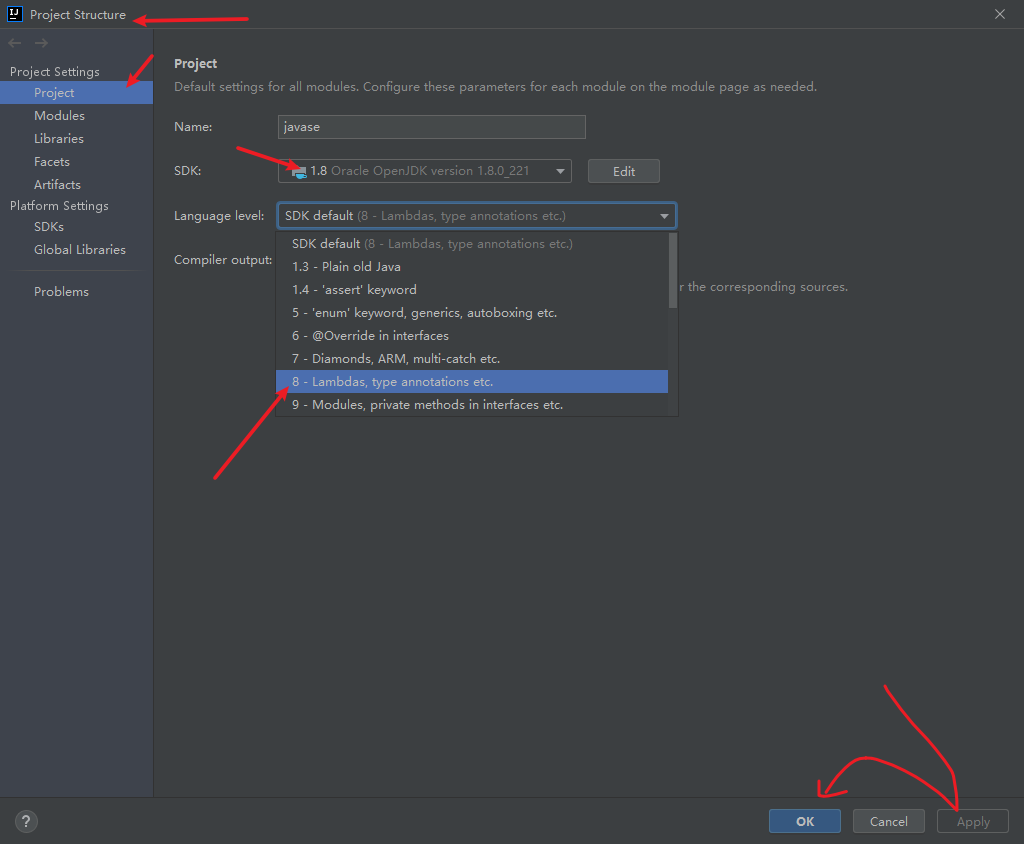 IJ
Project Structure
Project Settings
Project
Modules
Libraries
Facets
Artifacts
Platform Settings
SDKs
Global Libraries
Problems
Project
Default settings for all modules. Configure these parameters for each module on the module page as needed.
Name: javase
SDK: 1.8 Oracle OpenJDK version 1.8.0_221 Edit
Language level: SDK default (8 - Lambdas, type annotations etc.)
SDK default (8 - Lambdas, type annotations etc.)
Compiler output:
1.3 - Plain old Java
1.4 - 'assert' keyword
r the corresponding sources.
5 - 'enum' keyword, generics, autoboxing etc.
6 - @Override in interfaces
7 - Diamonds, ARM, multi-catch etc.
8 - Lambdas, type annotations etc.
9 - Modules, private methods in interfaces etc.
? OK Cancel Apply